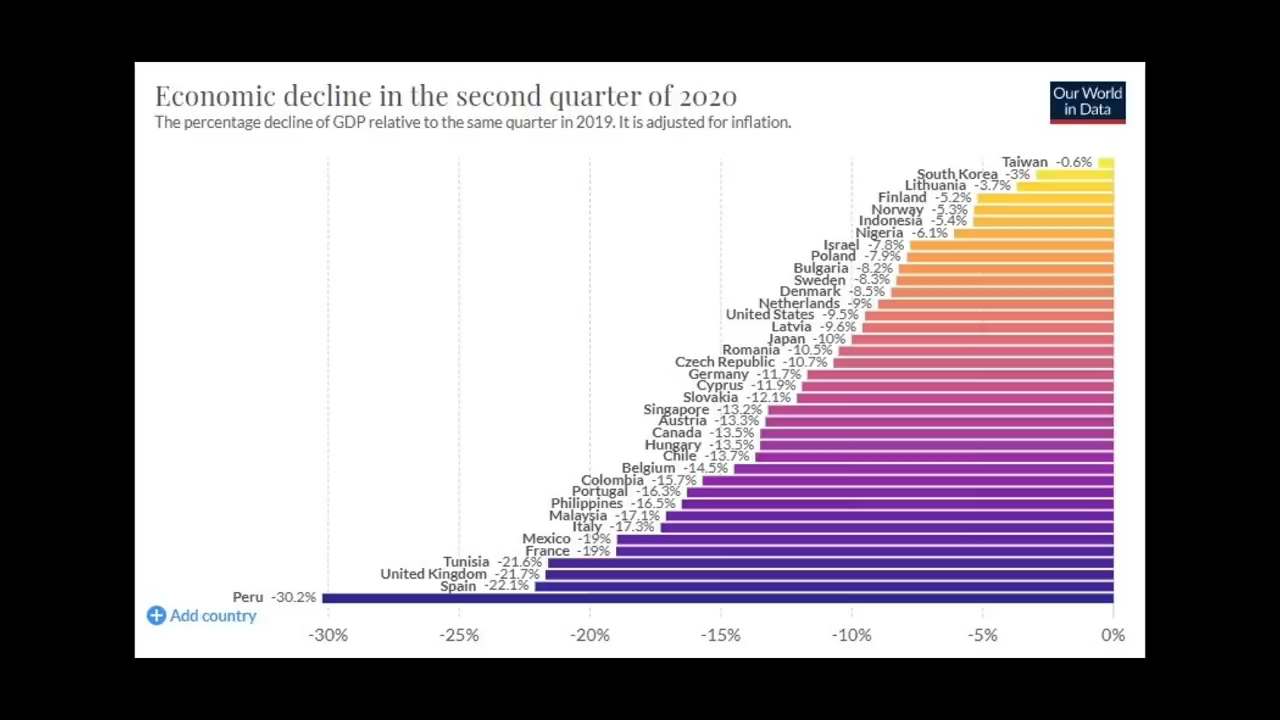 Economic decline in the second quarter of 2020
The percentage decline of GDP relative to the same quarter in 2019. It is adjusted for inflation.
Our World
in Data
Taiwan -0.6%
South Korea -3%
Lithuania -3.7%
Finland -5.2%
Norway -5.3%
Indonesia -5.4%
Nigeria -6.1%
Israel -7.8%
Poland -7.9%
Bulgaria -8.2%
Sweden -8.3%
Denmark -8.5%
Netherlands -9%
United States -9.5%
Latvia -9.6%
Japan -10%
Romania -10.5%
Czech Republic -10.7%
Germany -11.7%
Cyprus -11.9%
Slovakia -12.1%
Singapore -13.2%
Austria -13.3%
Canada -13.5%
Hungary -13.5%
Chile -13.7%
Belgium -14.5%
Colombia -15.7%
Portugal -16.3%
Philippines -16.5%
Malaysia -17.1%
Italy -17.3%
Mexico -19%
France -19%
Tunisia -21.6%
United Kingdom -21.7%
Spain -22.1%
Peru -30.2%
Add country
-30% -25% -20% -15% -10% -5% 0%